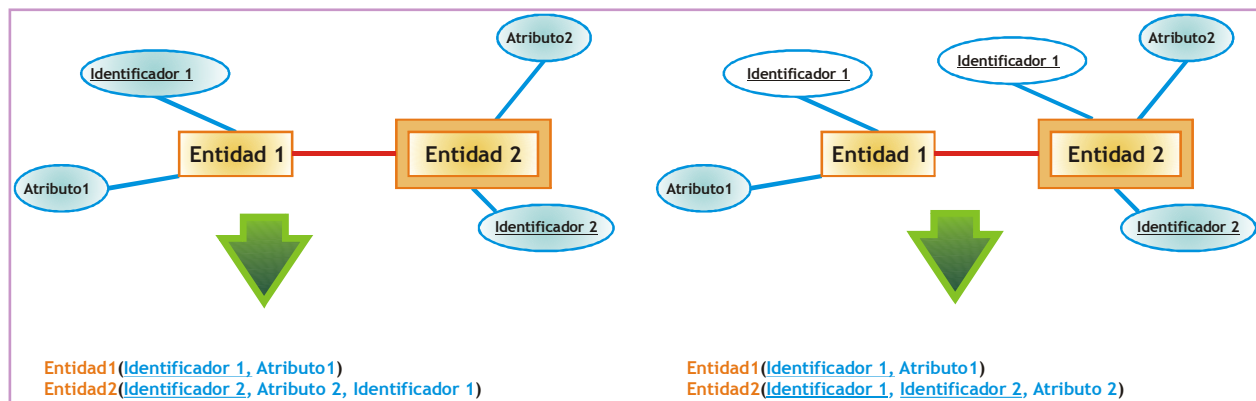 Atributo2
Identificador 1
Entidad 1
Entidad 2
Atributo1
Identificador 2
Entidad1(Identificador 1, Atributo1)
Entidad2(Identificador 2, Atributo 2, Identificador 1)
Atributo2
Identificador 1
Identificador 1
Entidad 1
Entidad 2
Atributo1
Identificador 2
Entidad1(Identificador 1, Atributo1)
Entidad2(Identificador 1, Identificador 2, Atributo 2)